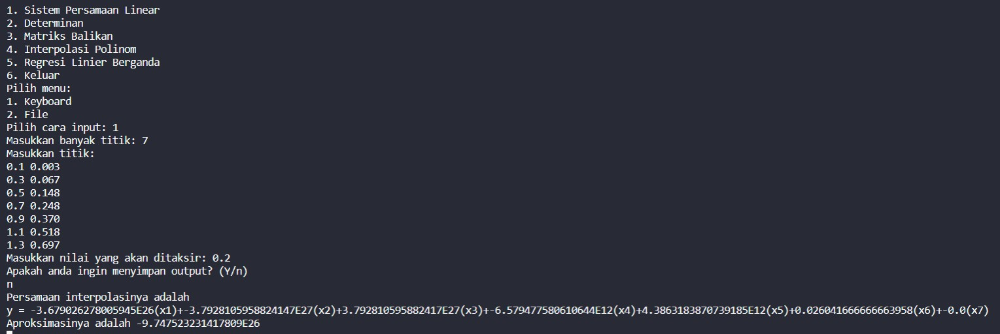 1. Sistem Persamaan Linear
2. Determinan
3. Matriks Balikan
4. Interpolasi Polinom
5. Regresi Linier Berganda
6. Keluar
Pilih menu:
1. Keyboard
2. File
Pilih cara input: 1
Masukkan banyak titik: 7
Masukkan titik:
0.1 0.003
0.3 0.067
0.5 0.148
0.7 0.248
0.9 0.370
1.1 0.518
1.3 0.697
Masukkan nilai yang akan ditaksir: 0.2
Apakah anda ingin menyimpan output? (Y/n)
n
Persamaan interpolasinya adalah
y = -3.679026278005945E26(x1)+-3.7928105958824147E27(x2)+3.792810595882417E27(x3)+-6.579477580610644E12(x4)+4.3863183870739185E12(x5)+0.026041666666663958(x6)+-0.0(x7)
Aproksimasinya adalah -9.747523231417809E26